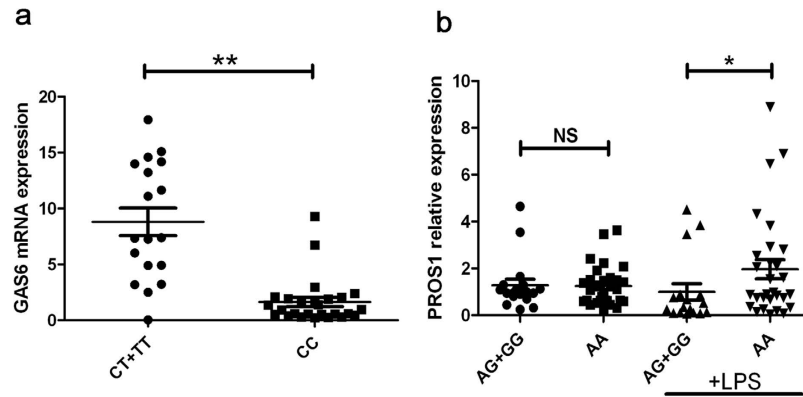 a
**
GAS6 mRNA expression
20
15
10
5
0
CT+TT
CC
b
*
NS
PROS1 relative expression
10
8
6
4
2
0
AG+GG
AA
AG+GG
AA
+LPS